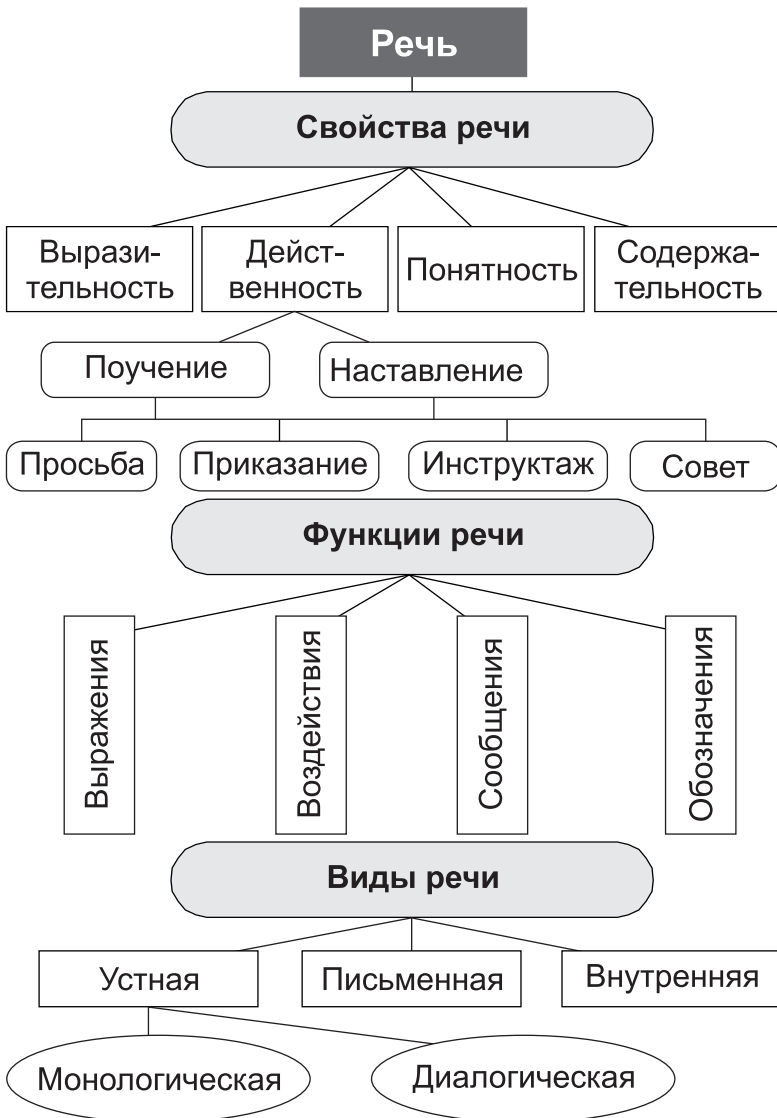 Речь
Свойства речи
Вырази-
тельность
Дейст-
венность
Понятность
Содержа-
тельность
Поучение
Наставление
Просьба
Приказание
Инструктаж
Совет
Функции речи
Выражения
Воздействия
Сообщения
Обозначения
Виды речи
Устная
Письменная
Внутренняя
Монологическая
Диалогическая